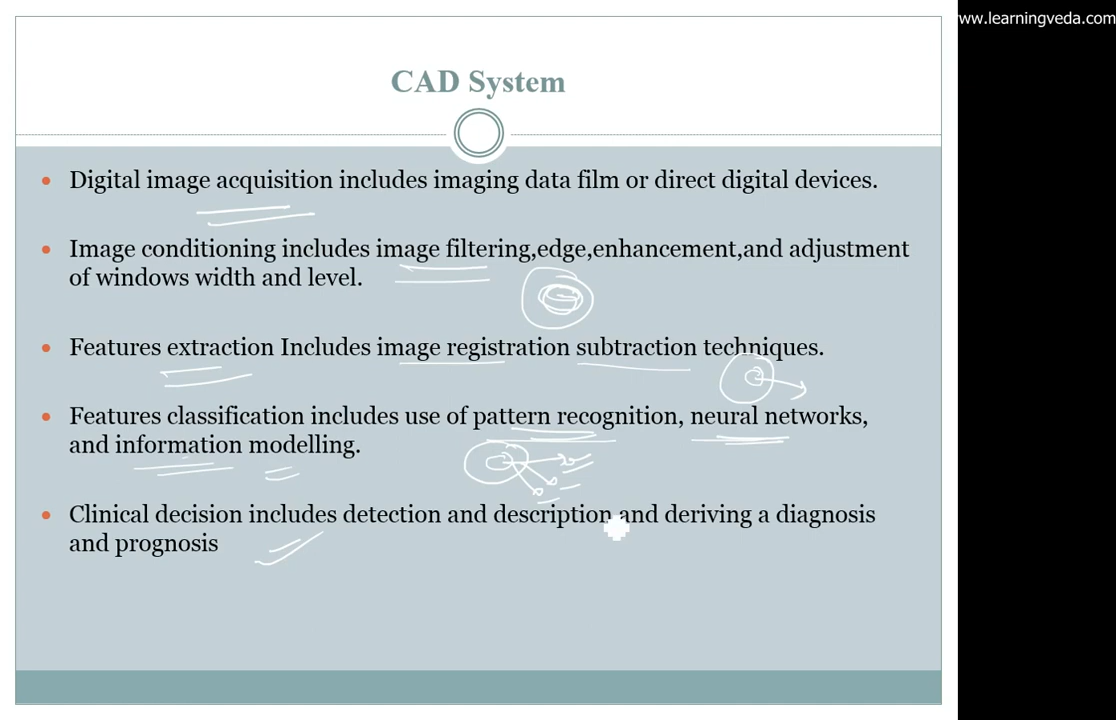 www.learningveda.com
CAD System
Digital image acquisition includes imaging data film or direct digital devices.
Image conditioning includes image filtering,edge,enhancement,and adjustment
of windows width and level.
Features extraction Includes image registration subtraction techniques.
Features classification includes use of pattern recognition, neural networks,
and information modelling.
Clinical decision includes detection and description and deriving a diagnosis
and prognosis